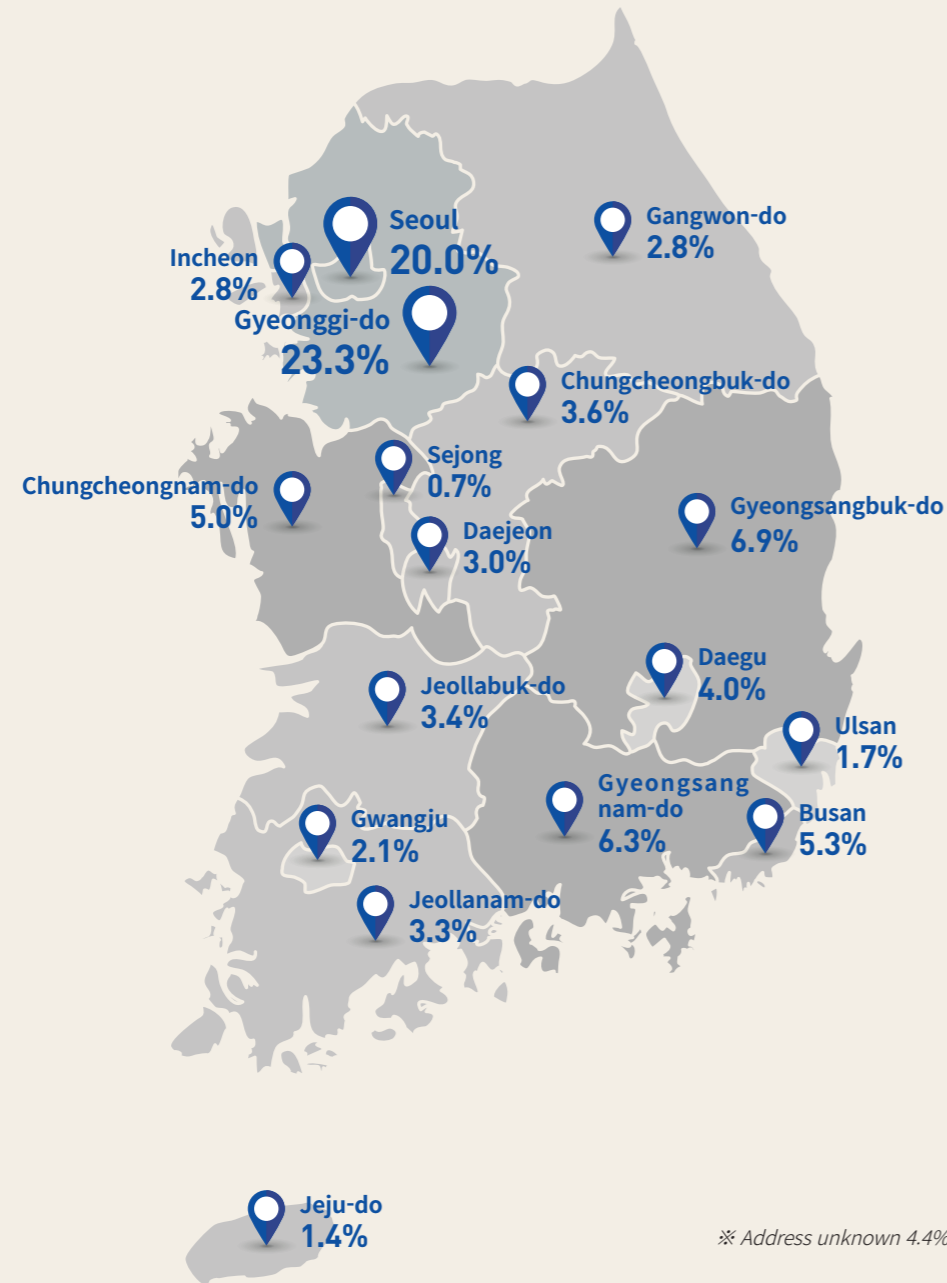 Seoul
20.0%
Gangwon-do
2.8%
Incheon
2.8%
Gyeonggi-do
23.3%
Chungcheongbuk-do
3.6%
Sejong
0.7%
Chungcheongnam-do
5.0%
Gyeongsangbuk-do
6.9%
Daejeon
3.0%
Daegu
4.0%
Jeollabuk-do
3.4%
Ulsan
1.7%
Gyeongsang
nam-do
6.3%
Busan
5.3%
Gwangju
2.1%
Jeollanam-do
3.3%
Jeju-do
1.4%
※ Address unknown 4.4%